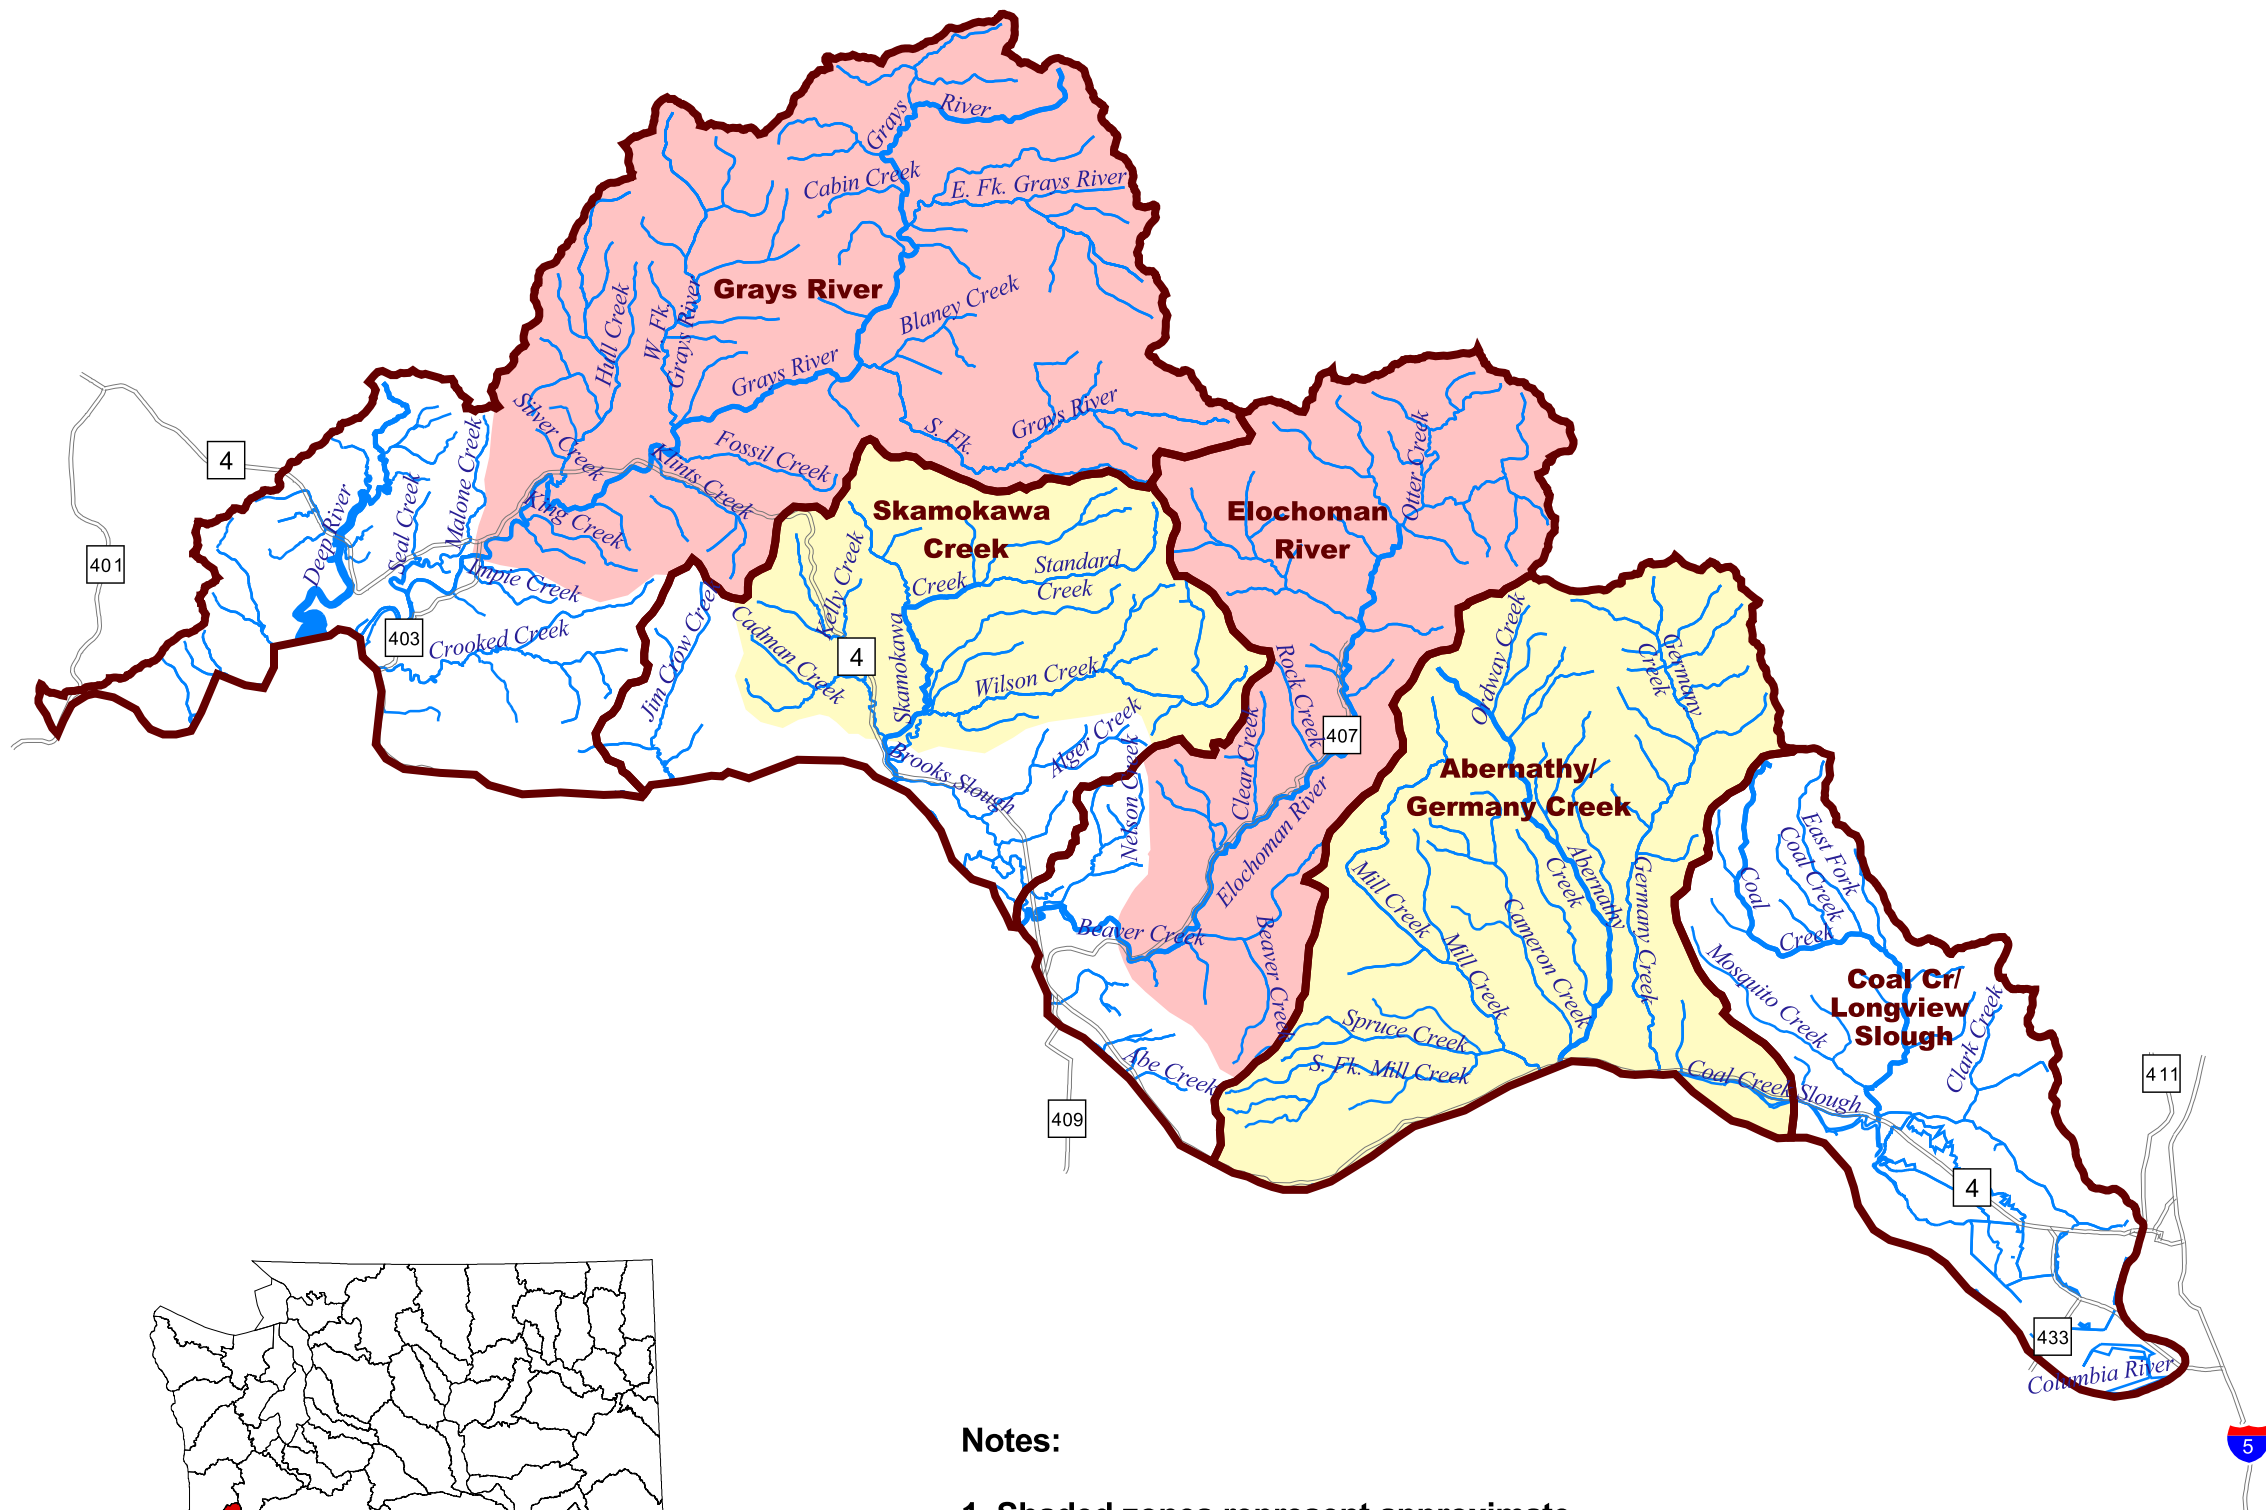 Grays
River
Cabin Creek
E. Fk. Grays River
Grays River
Blaney Creek
Hull Creek
W. Fk.
Grays River
Grays River
Silver Creek
S. Fk.
Grays River
Fossil Creek
Klints Creek
King Creek
Malone Creek
Seal Creek
Deep River
Impie Creek
Crooked Creek
4
401
403
Jim Crow Creek
Skamokawa
Creek
Kelly Creek
Cadman Creek
4
Creek
Skamokawa
Standard
Creek
Wilson Creek
Brooks Slough
Alger Creek
Nelson Creek
Elochoman
River
Otter Creek
Rock Creek
Clear Creek
407
Elochoman River
Beaver Creek
Beaver Creek
Abe Creek
409
Ordway Creek
Germany
Creek
Abernathy/
Germany Creek
Mill Creek
Mill Creek
Cameron Creek
Abernathy
Creek
Germany Creek
Spruce Creek
S. Fk. Mill Creek
Coal Creek Slough
East Fork
Coal Creek
Coal
Creek
Mosquito Creek
Coal Cr/
Longview
Slough
Clark Creek
411
4
433
Columbia River
5
Notes:
1. Shaded zones represent approximate